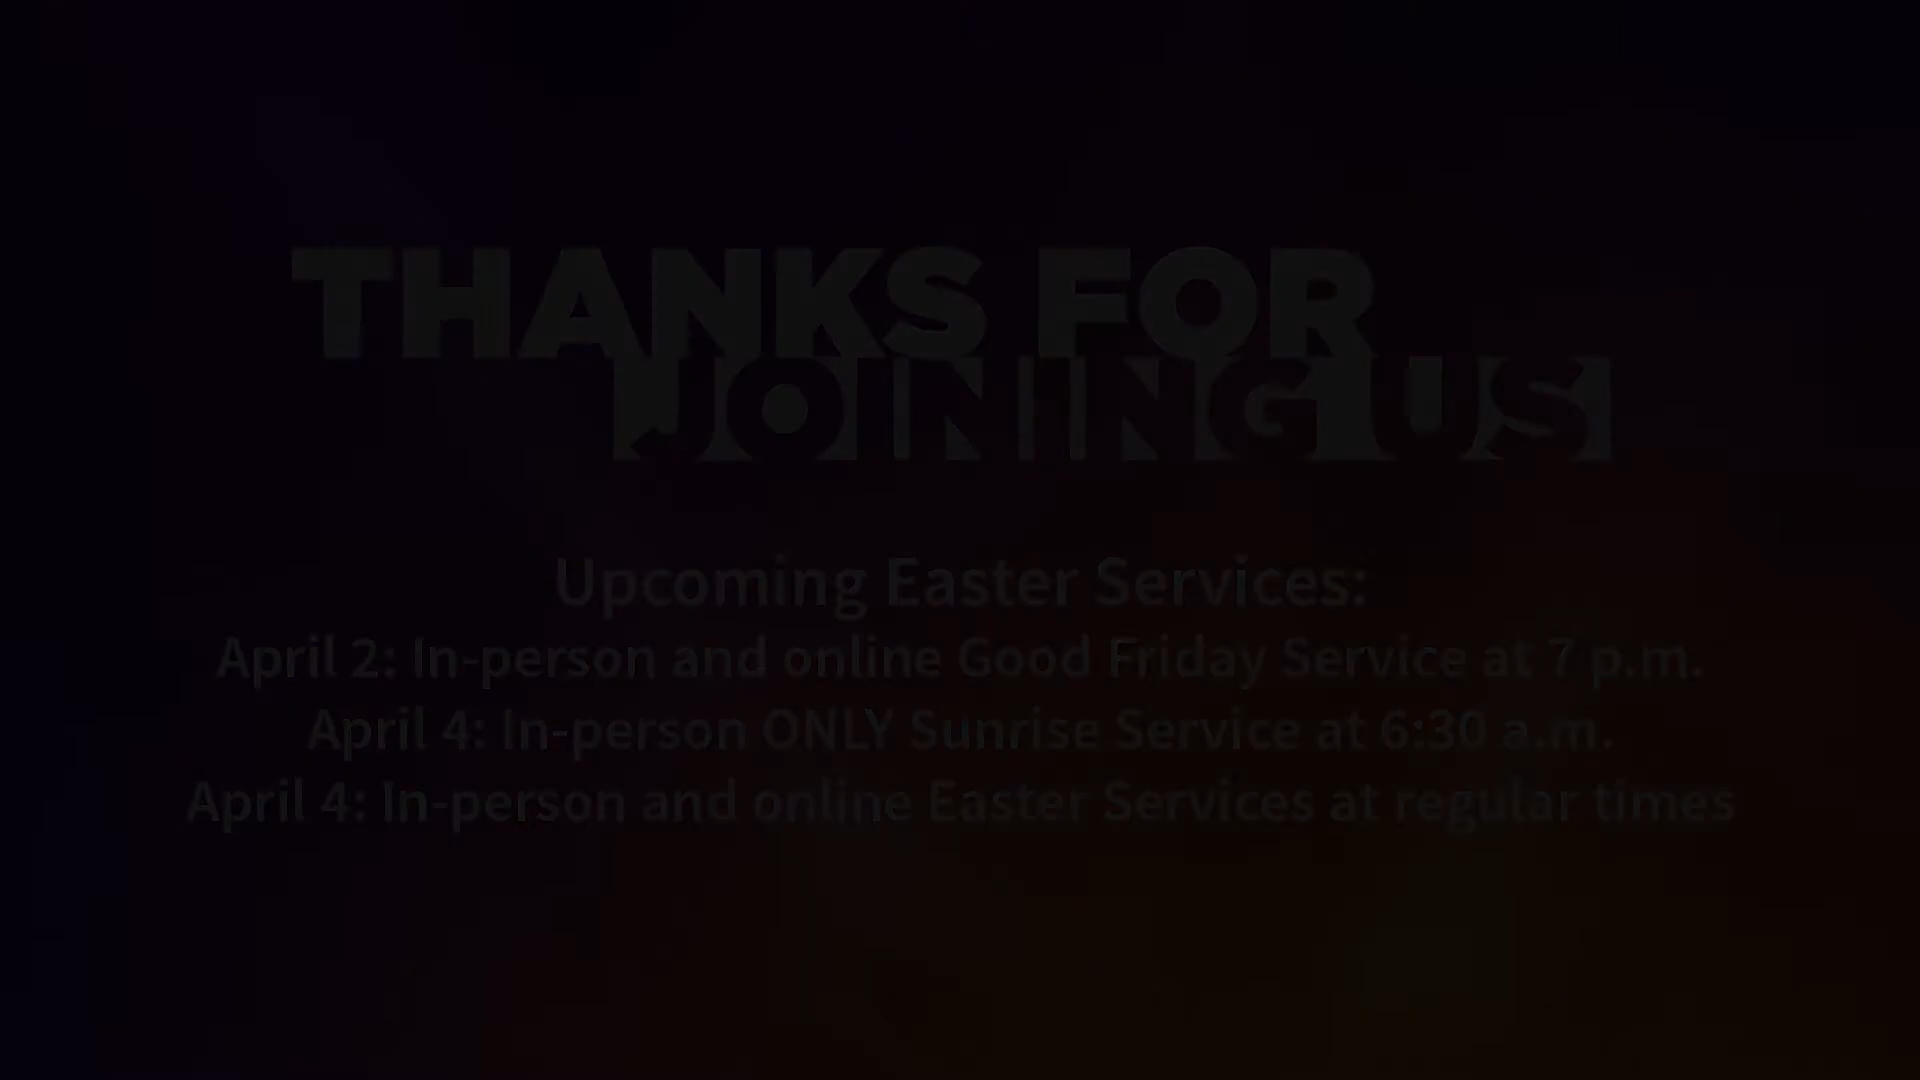 THANKS FOR
JOINING US
Upcoming Easter Services:
April 2: In-person and online Good Friday Service at 7 p.m.
April 4: In-person ONLY Sunrise Service at 6:30 a.m.
April 4: In-person and online Easter Services at regular times